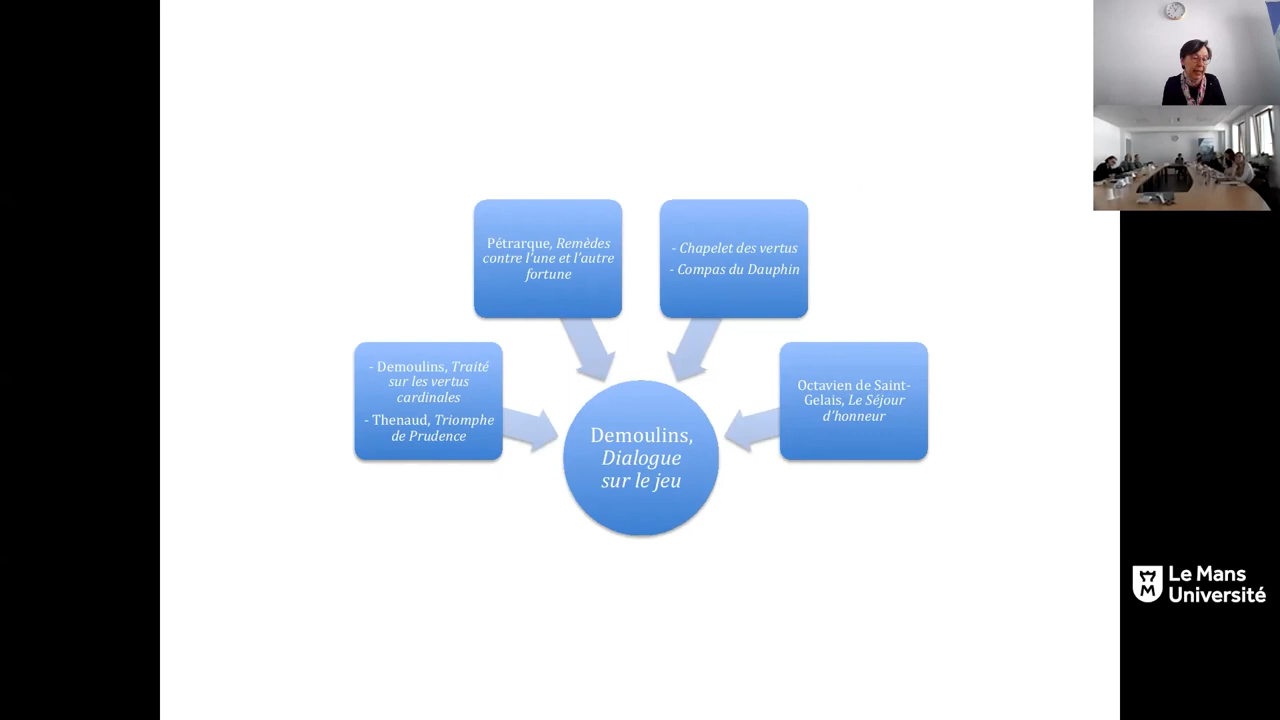 Pétrarque, Remèdes
contre l'une et l'autre
fortune
- Chapelet des vertus
- Compas du Dauphin
- Demoulins, Traité
sur les vertus
cardinales
- Thenaud, Triomphe
de Prudence
Octavien de Saint-
Gelais, Le Séjour
d'honneur
Demoulins,
Dialogue
sur le jeu
Le Mans
Université